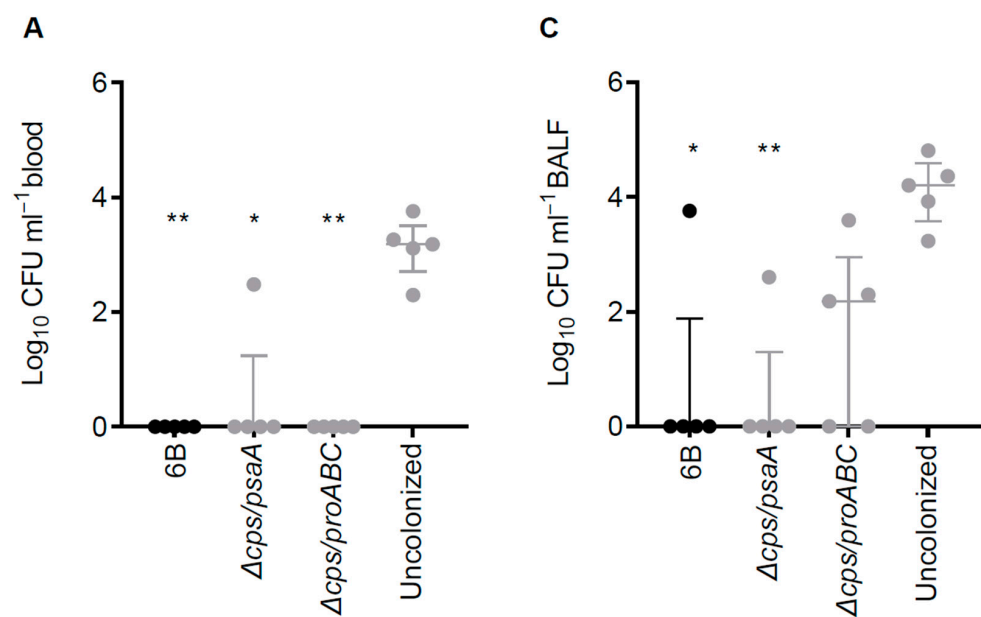 A
Log10 CFU ml−1 blood
6
4
2
0
** * **
6B
Δcps/psaA
Δcps/proABC
Uncolonized
C
Log10 CFU ml−1 BALF
6
4
2
0
* **
6B
Δcps/psaA
Δcps/proABC
Uncolonized